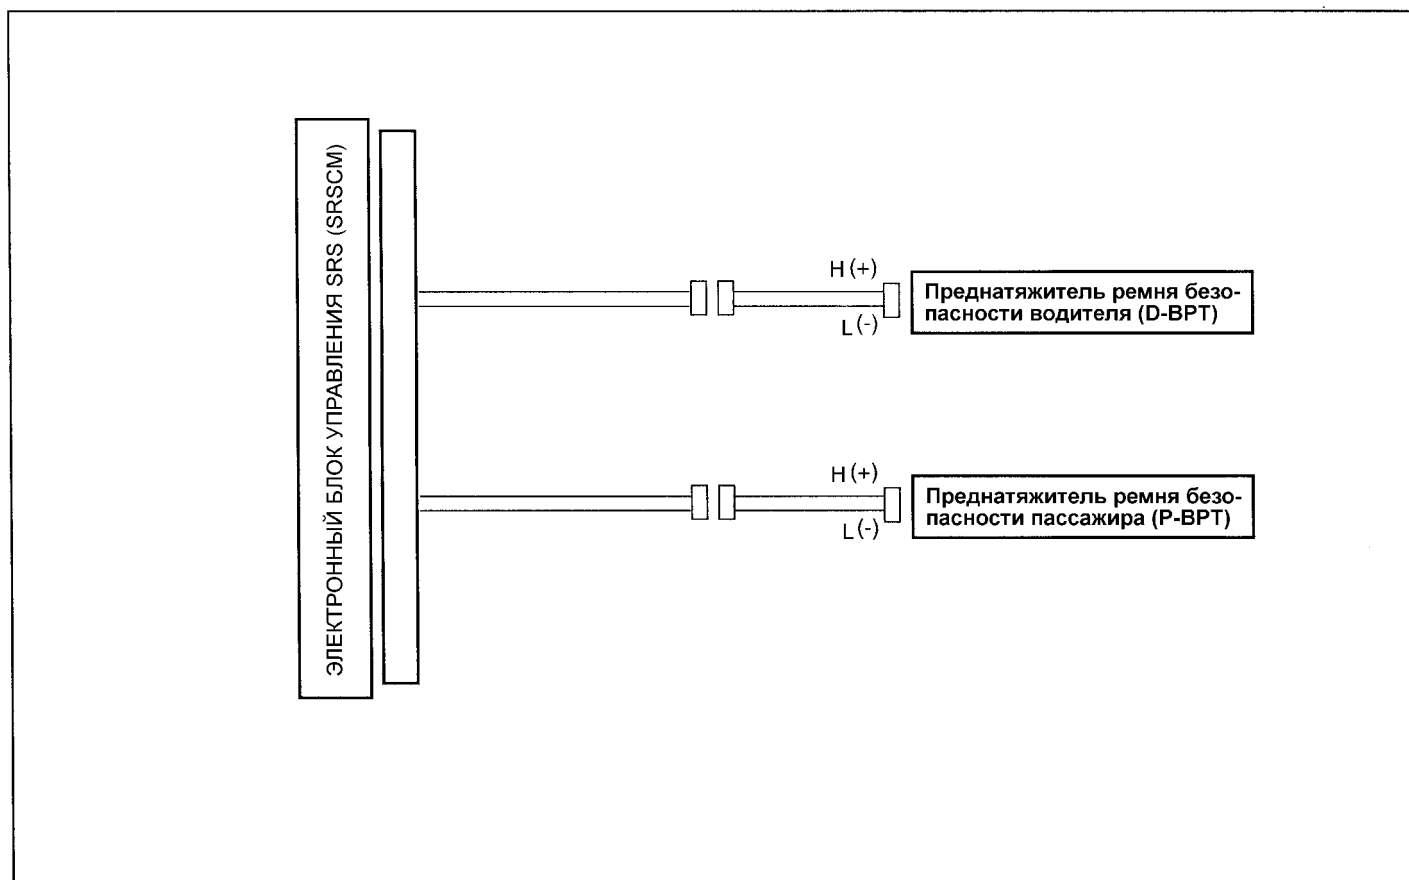 ЭЛЕКТРОННЫЙ БЛОК УПРАВЛЕНИЯ SRS (SRSCM)
H (+)
L (-)
Преднатяжитель ремня безо-
пасности водителя (D-BPT)
H (+)
L (-)
Преднатяжитель ремня безо-
пасности пассажира (P-BPT)